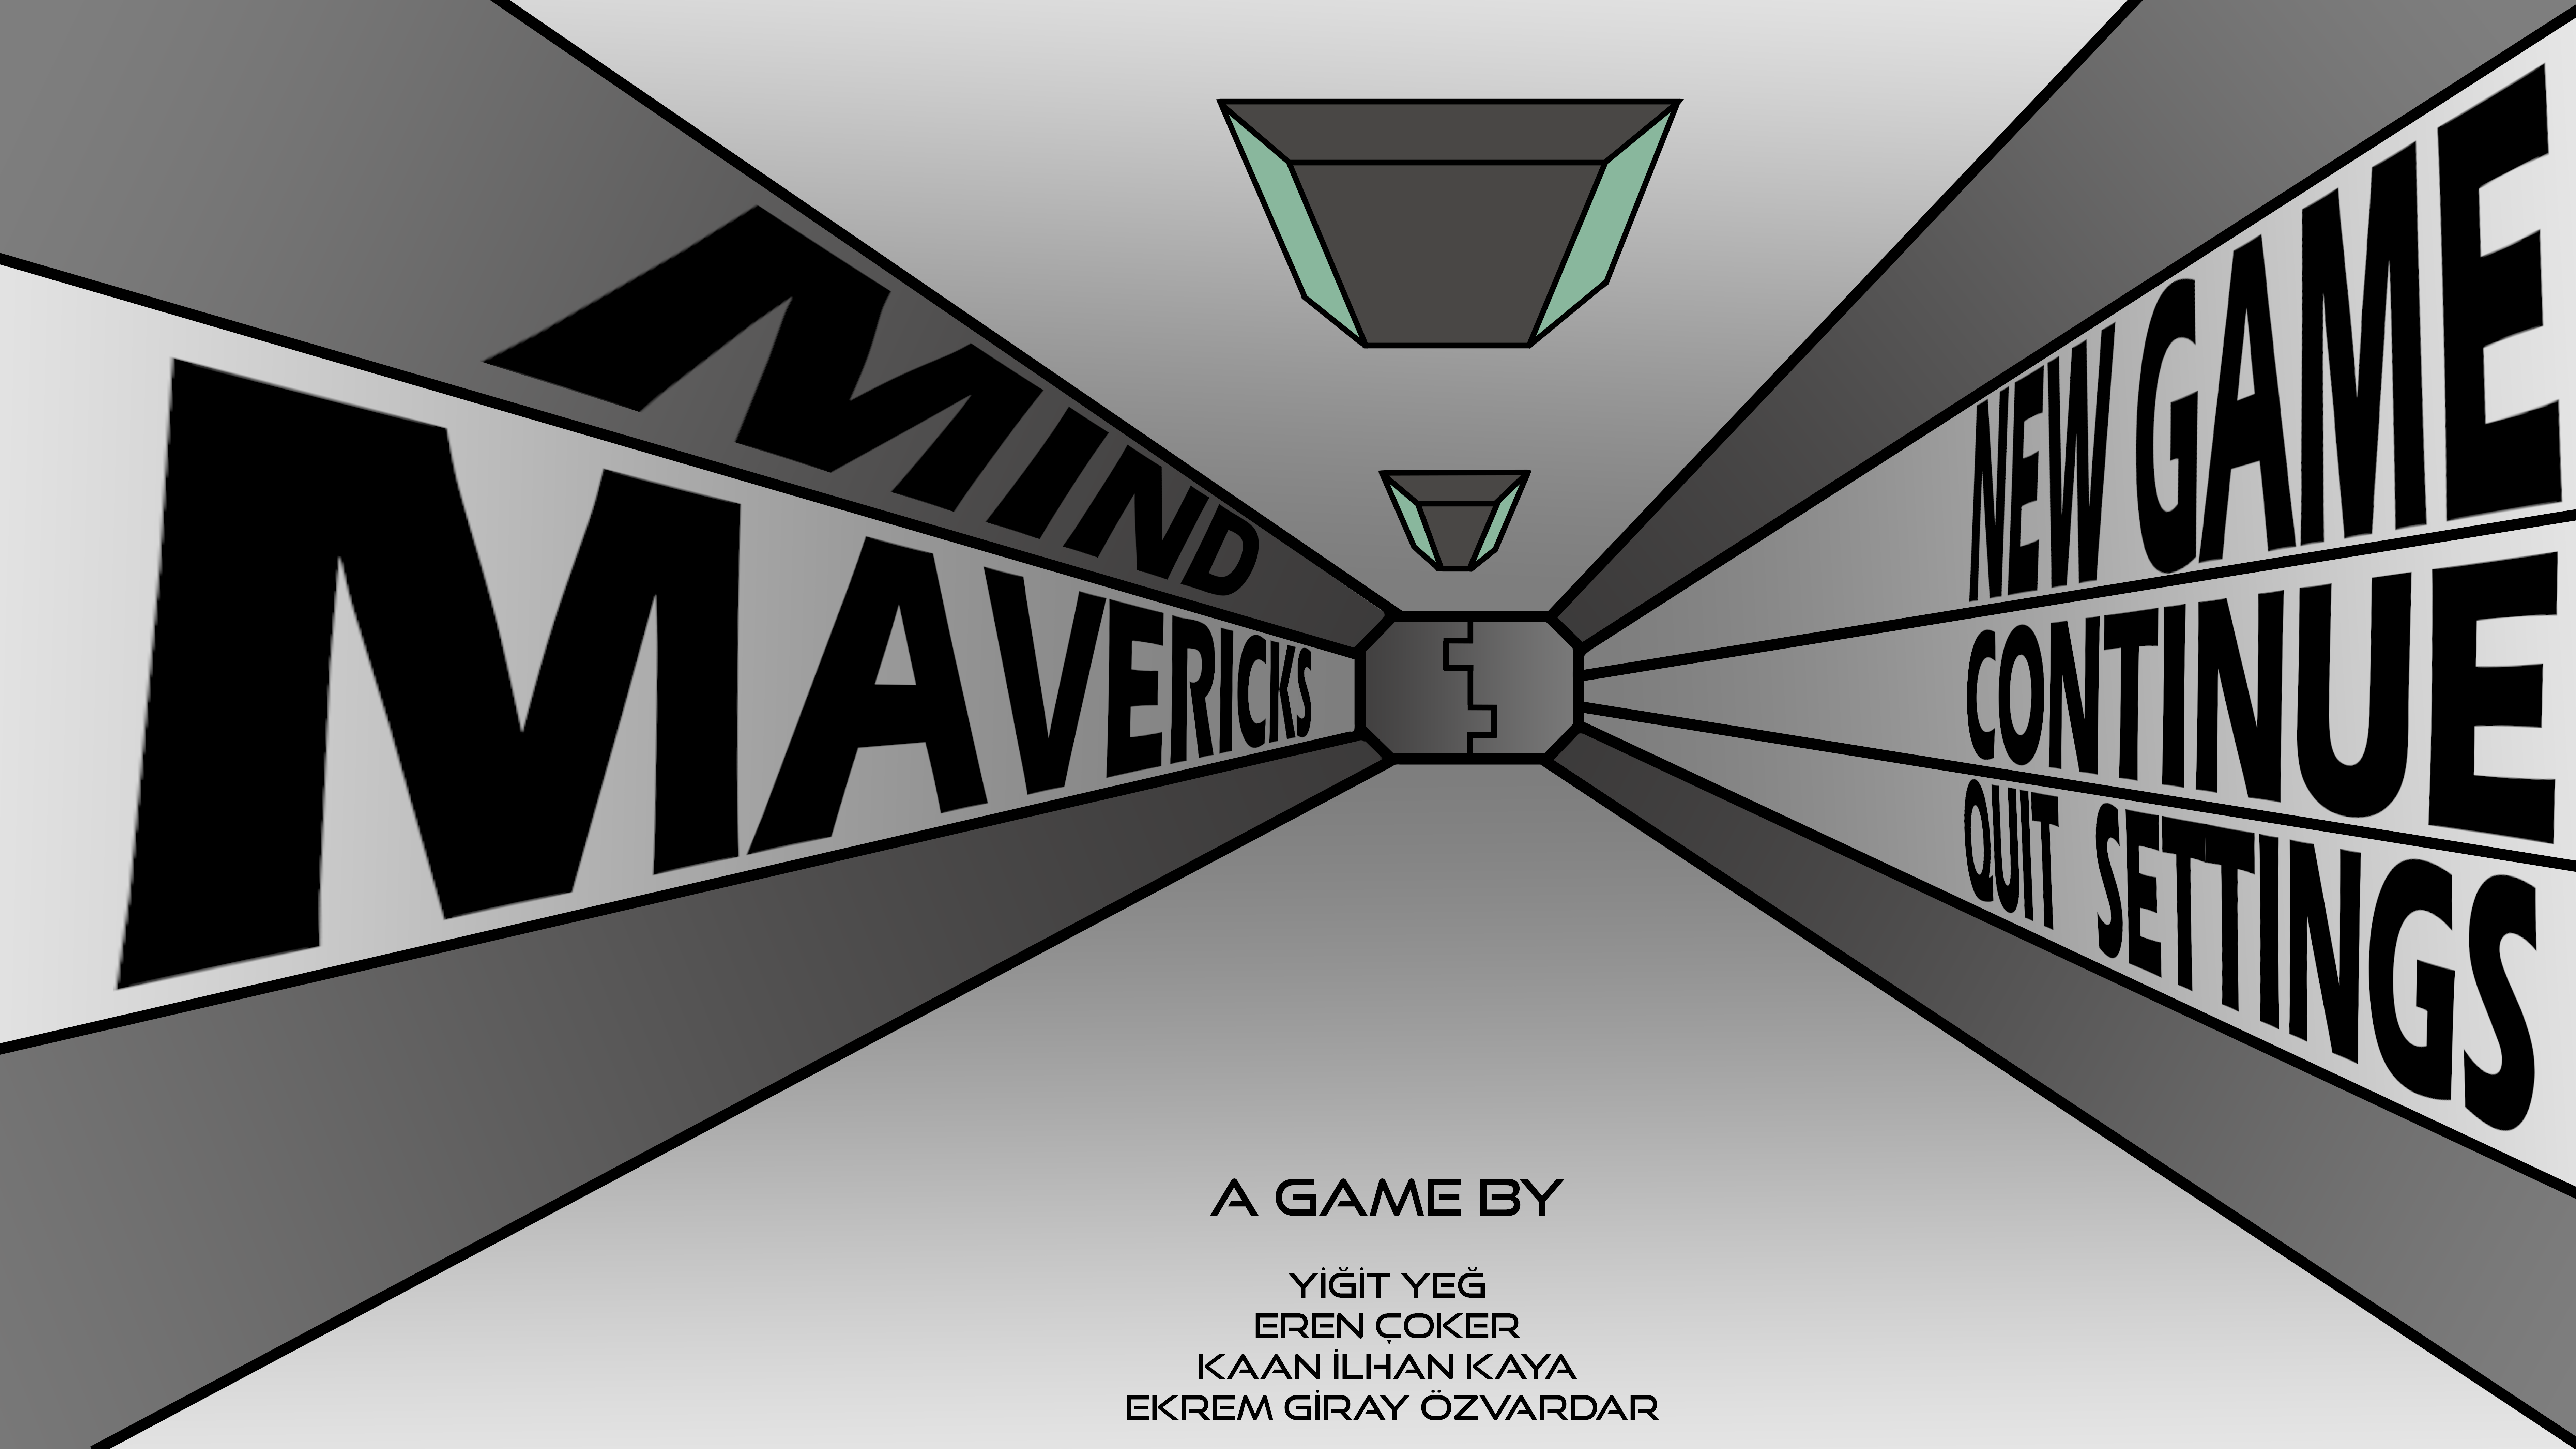 MIND
MAVERICKS
NEW GAME
CONTINUE
QUIT SETTINGS
A GAME BY
YİĞİT YEĞ
EREN ÇOKER
KAAN İLHAN KAYA
EKREM GİRAY ÖZVARDAR